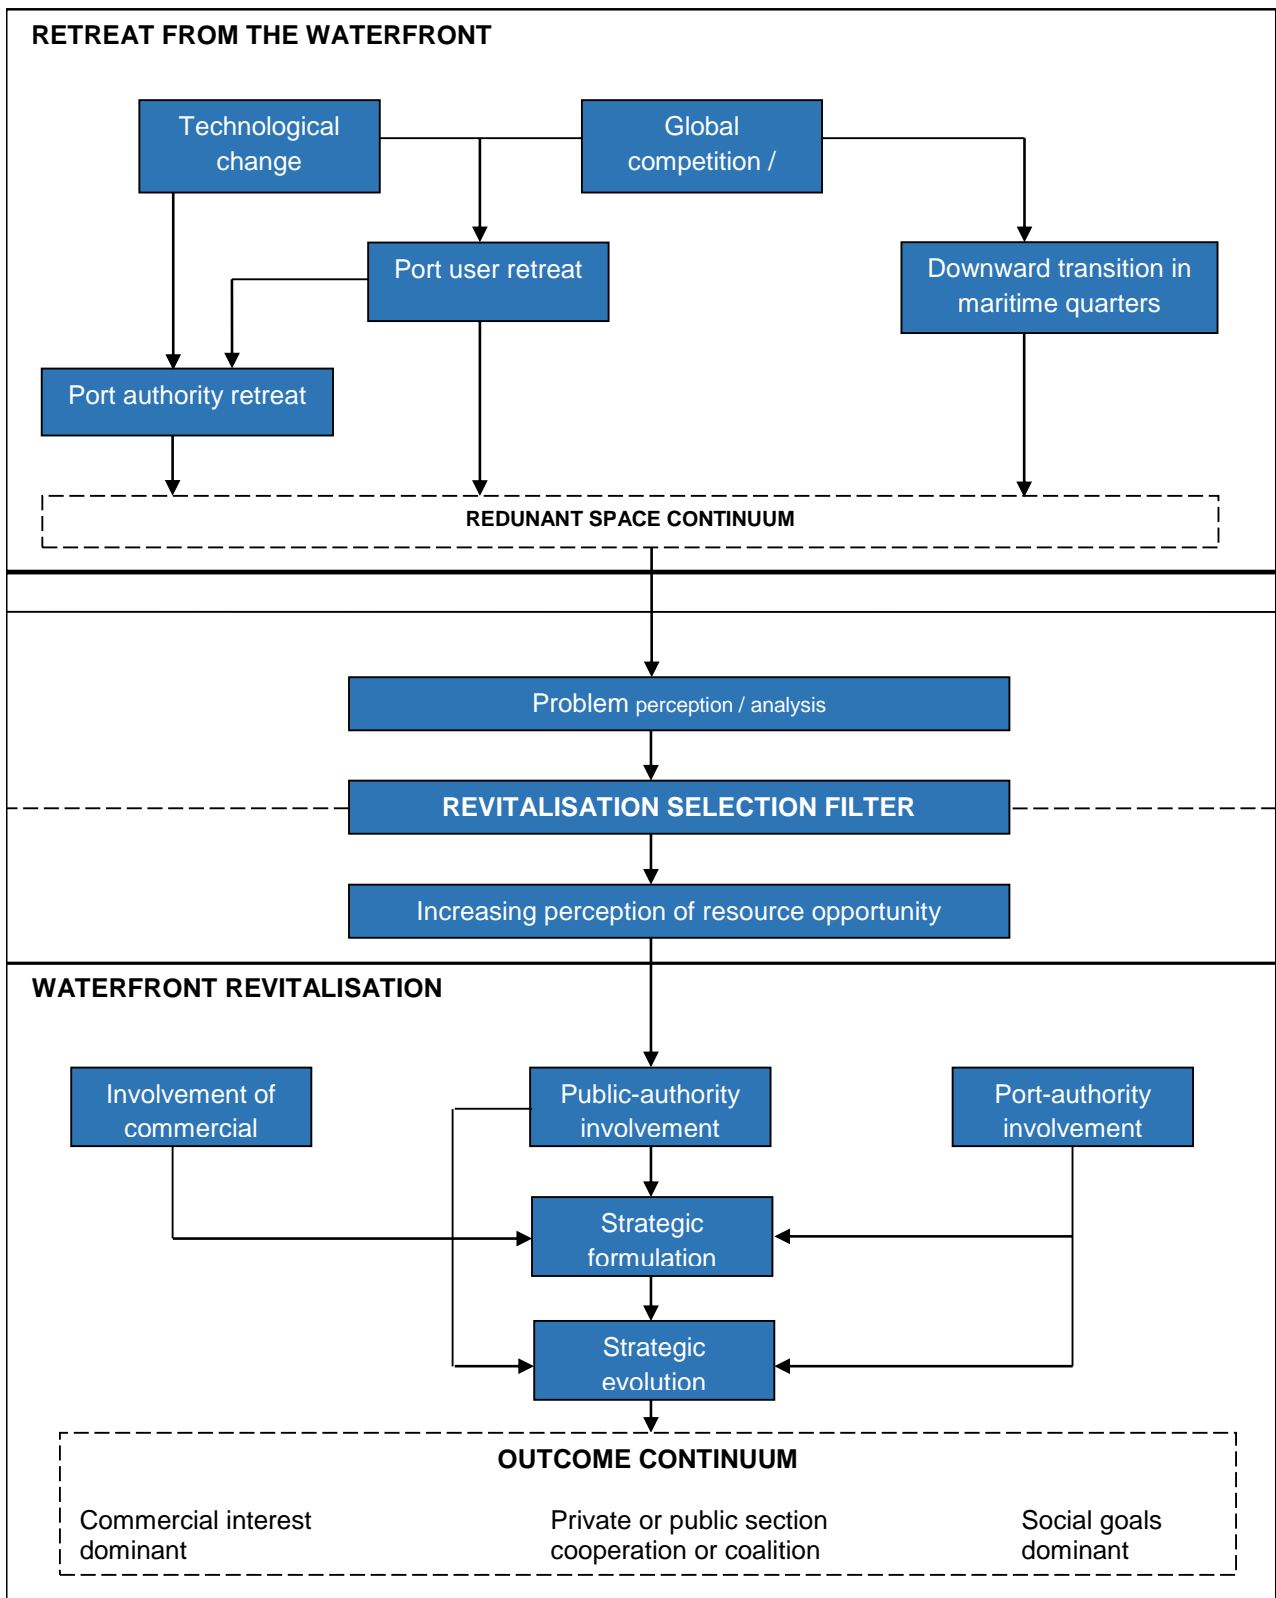 RETREAT FROM THE WATERFRONT
Technological
change
Global
competition /
Port user retreat
Downward transition in
maritime quarters
Port authority retreat
REDUNANT SPACE CONTINUUM
Problem perception / analysis
REVITALISATION SELECTION FILTER
Increasing perception of resource opportunity
WATERFRONT REVITALISATION
Involvement of
commercial
Public-authority
involvement
Port-authority
involvement
Strategic
formulation
Strategic
evolution
OUTCOME CONTINUUM
Commercial interest
dominant
Private or public section
cooperation or coalition
Social goals
dominant